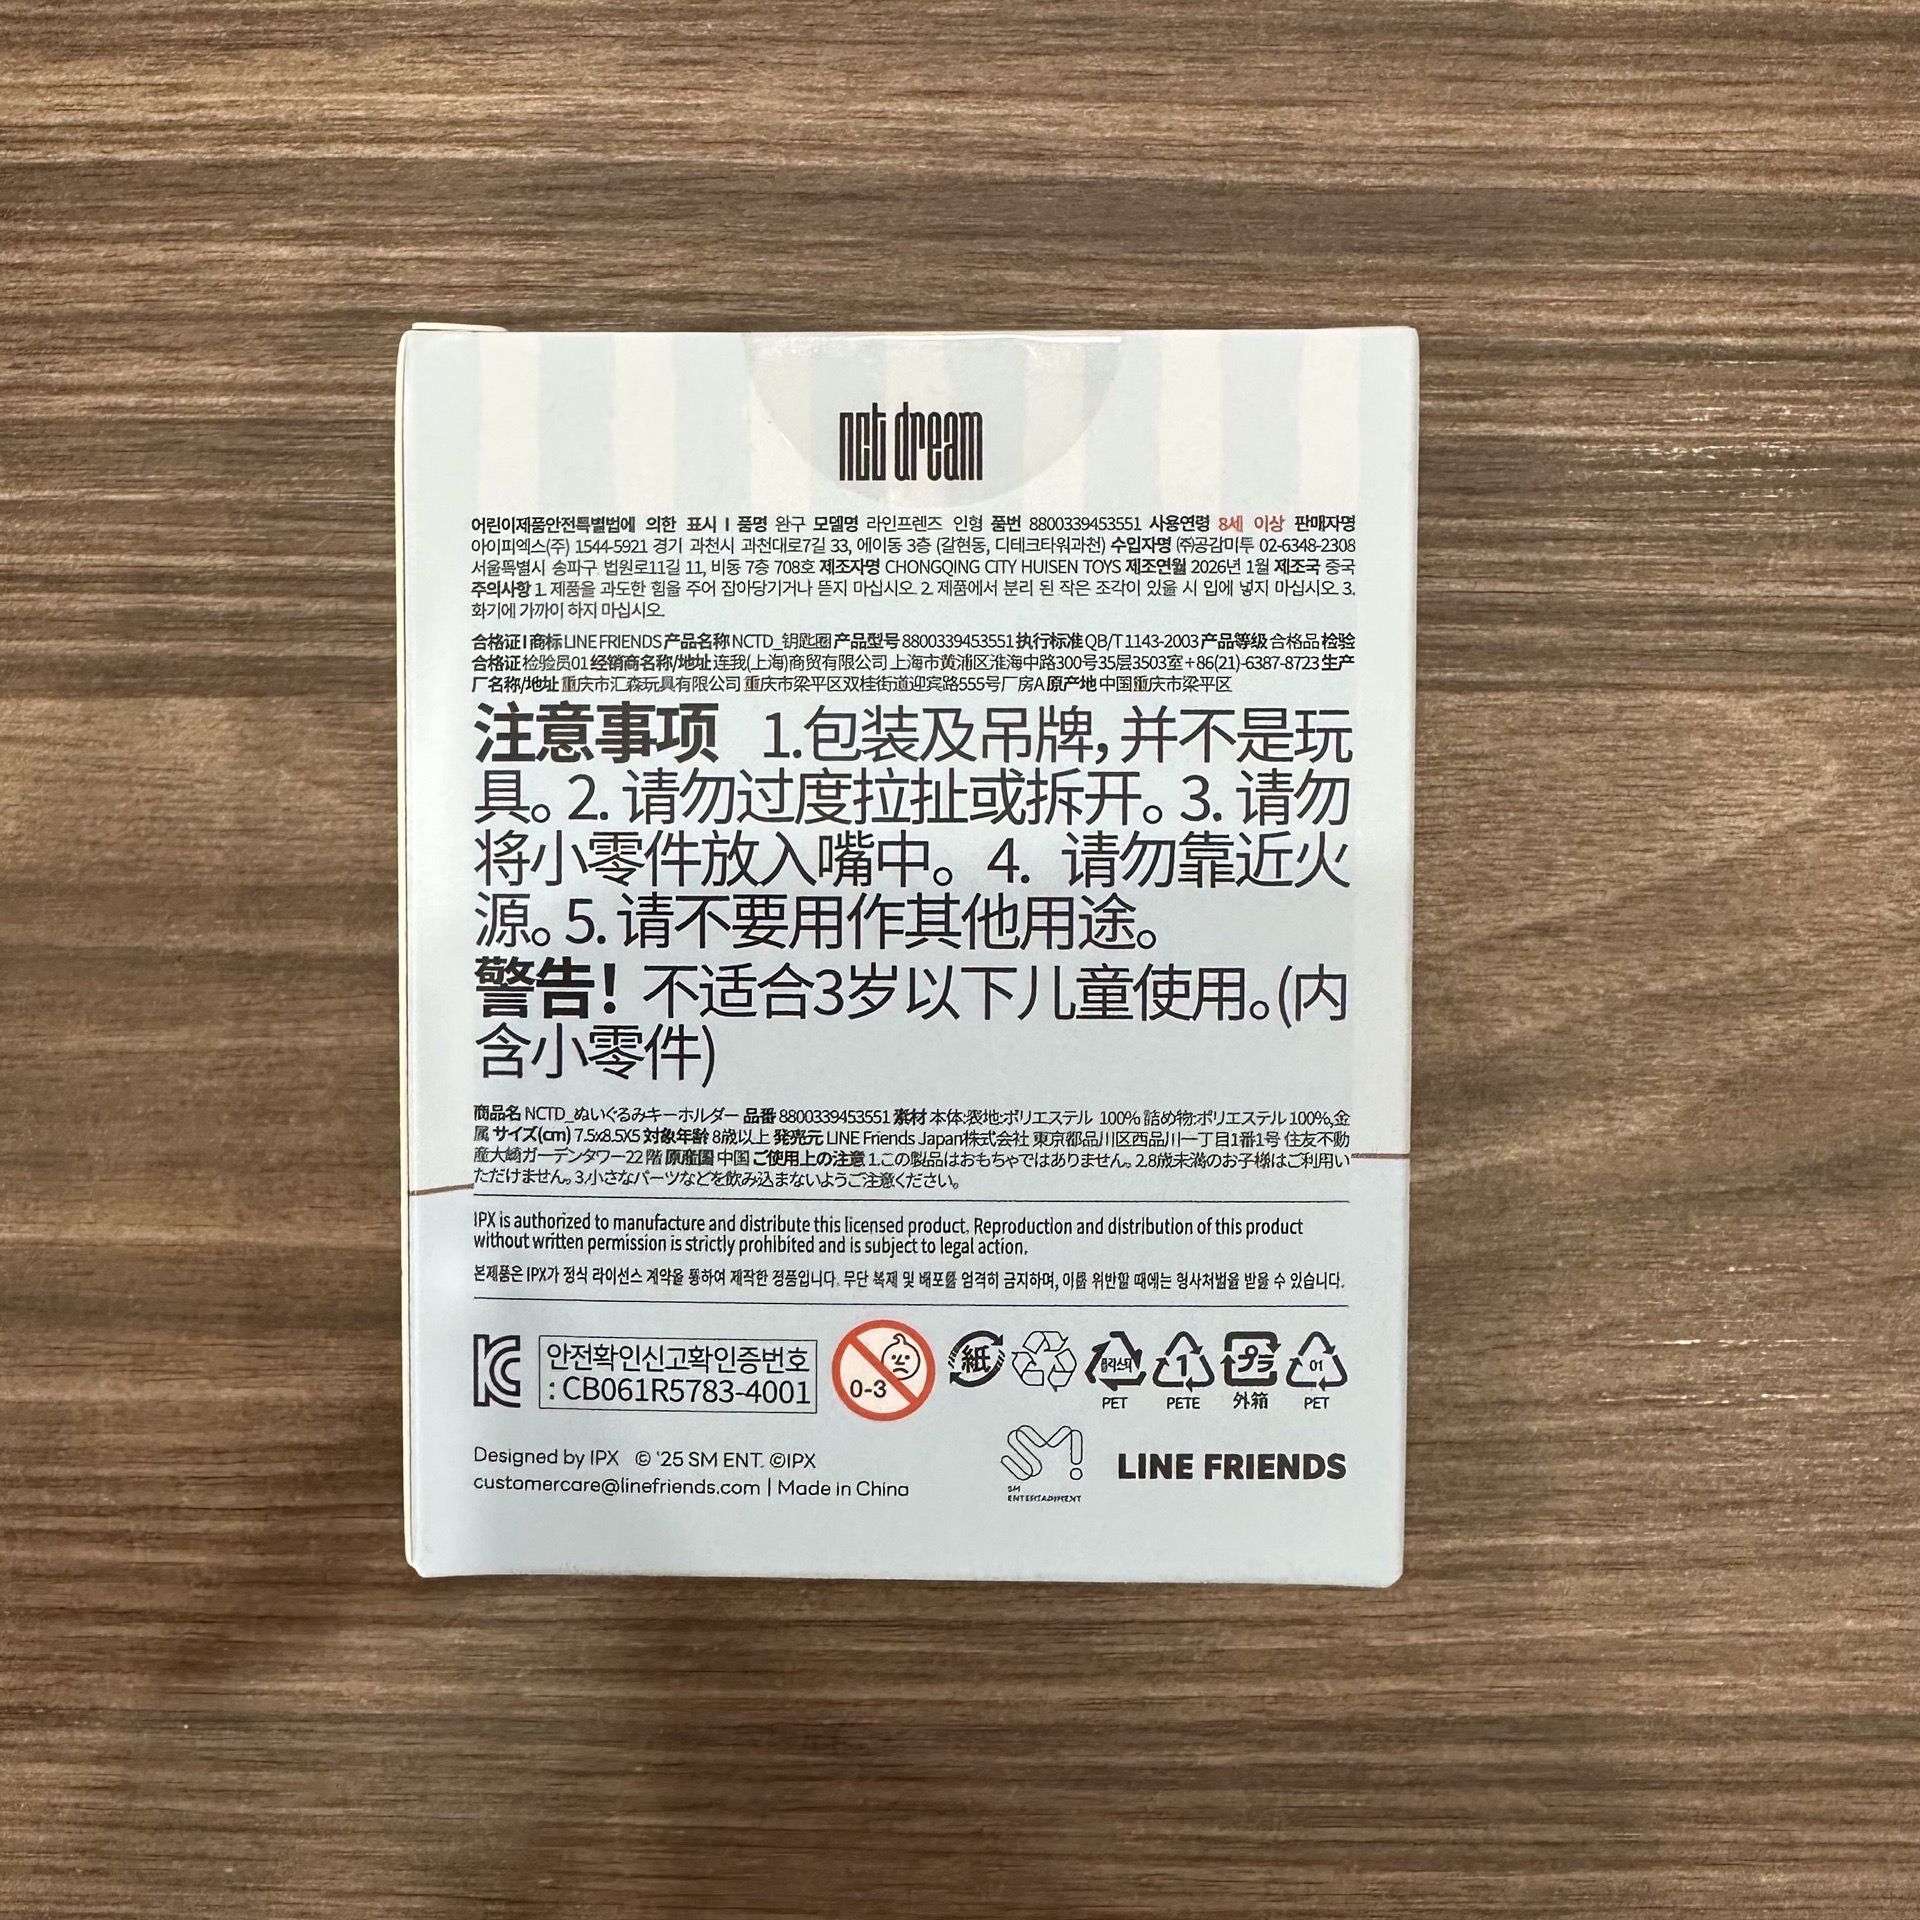 nct dream
어린이제품안전특별법에 의한 표시 I 품명 완구 모델명 라인프렌즈 인형 품번 8800339453551 사용연령 8세 이상 판매자명
아이피엑스(주) 1544-5921 경기 과천시 과천대로7길 33, 에이동 3층 (갈현동, 디테크타워과천) 수입자명 ㈜공감미투 02-6348-2308
서울특별시 송파구 법원로11길 11, 비동 7층 708호 제조자명 CHONGQING CITY HUISEN TOYS 제조연월 2026년 1월 제조국 중국
주의사항 1. 제품을 과도한 힘을 주어 잡아당기거나 뜯지 마십시오. 2. 제품에서 분리 된 작은 조각이 있을 시 입에 넣지 마십시오. 3.
화기에 가까이 하지 마십시오.
合格证 I 商标 LINE FRIENDS 产品名称 NCTD_钥匙圈 产品型号 8800339453551 执行标准 QB/T 1143-2003 产品等级 合格品 检验
合格证 检验员01 经销商名称/地址 连我(上海)商贸有限公司 上海市黄浦区淮海中路300号35层3503室 +86(21)-6387-8723 生产
厂名称/地址 重庆市汇森玩具有限公司 重庆市梁平区双桂街道迎宾路555号厂房A 原产地 中国重庆市梁平区
注意事项 1.包装及吊牌,并不是玩
具。2. 请勿过度拉扯或拆开。3. 请勿
将小零件放入嘴中。 4. 请勿靠近火
源。5. 请不要用作其他用途。
警告! 不适合3岁以下儿童使用。(内
含小零件)
商品名 NCTD_ぬいぐるみキーホルダー 品番 8800339453551 素材 本体:表地:ポリエステル 100% 詰め物:ポリエステル 100%,金
属 サイズ(cm) 7.5x8.5X5 対象年齢 8歳以上 発売元 LINE Friends Japan株式会社 東京都品川区西品川一丁目1番1号 住友不動
産大崎ガーデンタワー22 階 原産国 中国 ご使用上の注意 1.この製品はおもちゃではありません。2.8歳未満のお子様はご利用い
ただけません。3.小さなパーツなどを飲み込まないようご注意ください。
IPX is authorized to manufacture and distribute this licensed product. Reproduction and distribution of this product
without written permission is strictly prohibited and is subject to legal action.
본제품은 IPX가 정식 라이선스 계약을 통하여 제작한 정품입니다. 무단 복제 및 배포를 엄격히 금지하며, 이를 위반할 때에는 형사처벌을 받을 수 있습니다.
KC 안전확인신고확인증번호
: CB061R5783-4001
0-3
紙
플라스틱 PET
1 PETE
プラ 外箱
01 PET
Designed by IPX © '25 SM ENT. ©IPX
customercare@linefriends.com | Made in China
SM
SM
ENTERTAINMENT
LINE FRIENDS